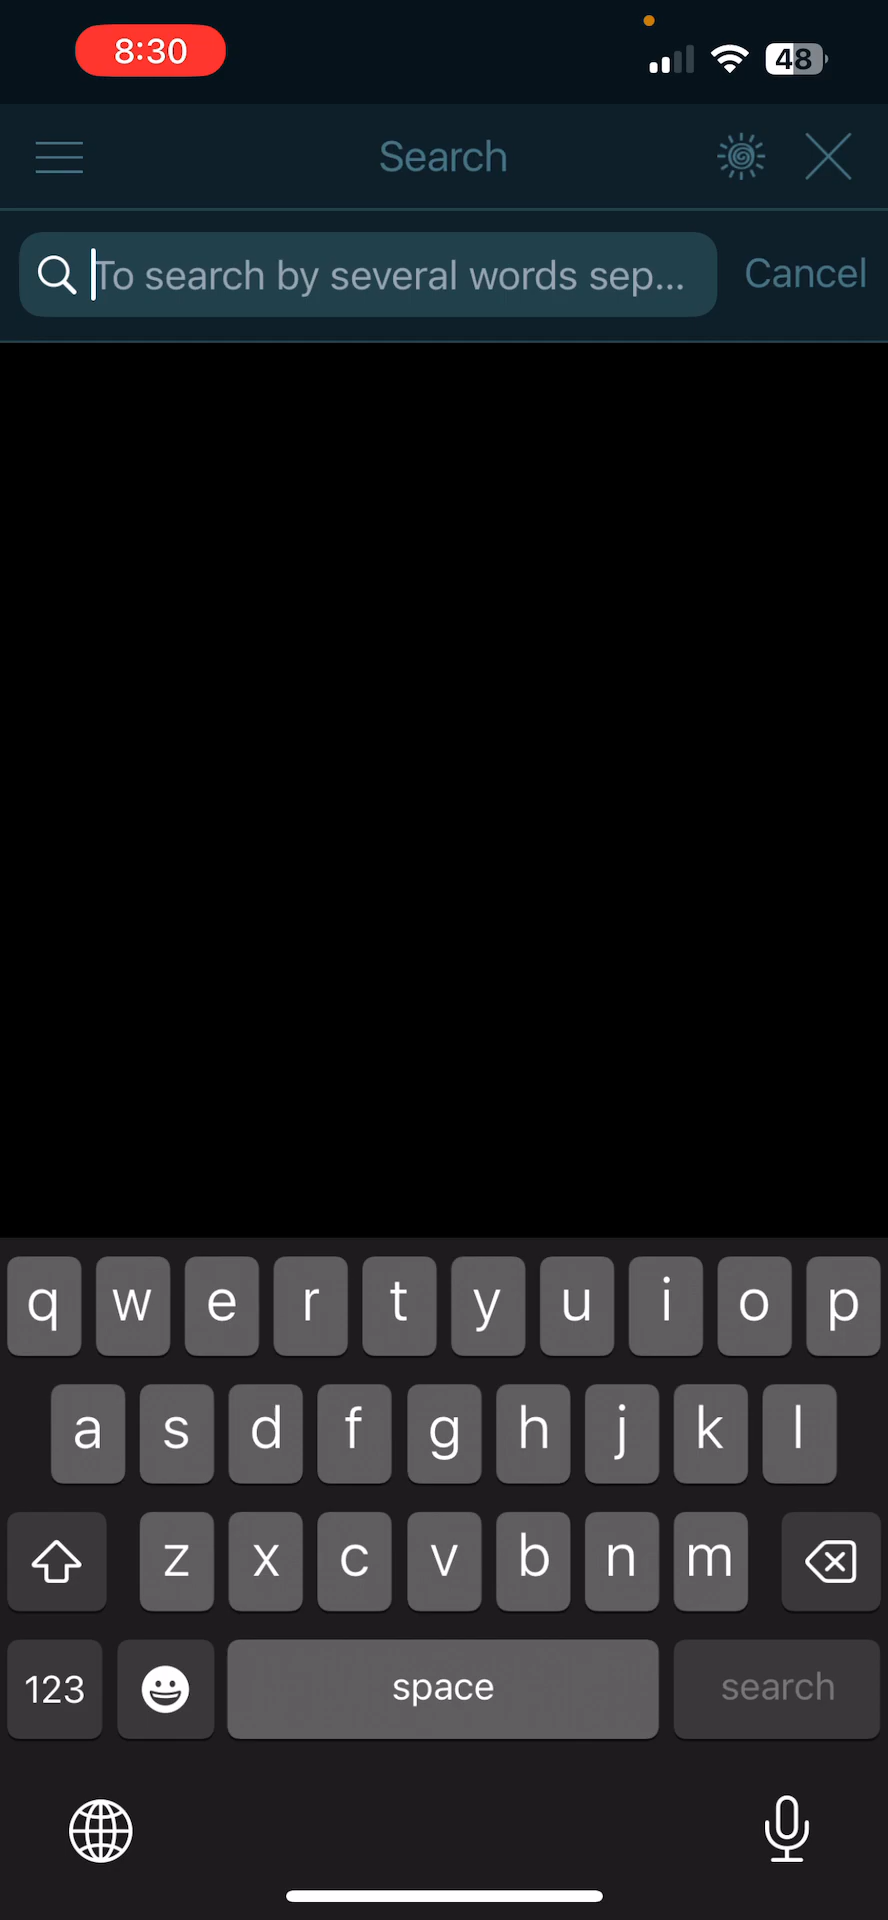 8:30
48
Search
To search by several words sep...
Cancel
q w e r t y u i o p
a s d f g h j k l
z x c v b n m
123 space search